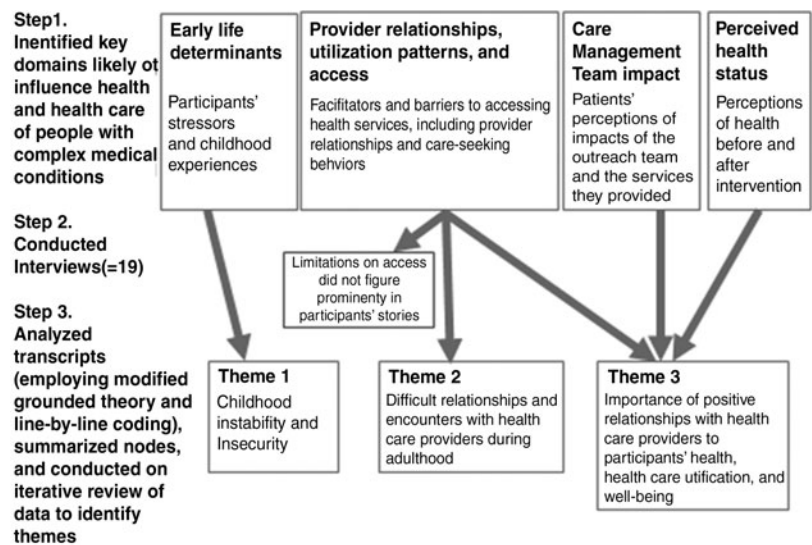 Step1.
Inentified key
domains likely ot
influence health
and health care
of people with
complex medical
conditions
Early life
determinants
Participants'
stressors
and childhood
experiences
Provider relationships,
utilization patterns, and
access
Facilitators and barriers to accessing
health services, including provider
relationships and care-seeking
behviors
Care
Management
Team impact
Patients'
perceptions of
impacts of the
outreach team
and the services
they provided
Perceived
health
status
Perceptions
of health
before and
after
intervention
Step 2.
Conducted
Interviews(=19)
Limitations on access
did not figure
prominenty in
participants' stories
Step 3.
Analyzed
transcripts
(employing modified
grounded theory and
line-by-line coding),
summarized nodes,
and conducted on
iterative review of
data to identify
themes
Theme 1
Childhood
instability and
Insecurity
Theme 2
Difficult relationships and
encounters with health
care providers during
adulthood
Theme 3
Importance of positive
relationships with health
care providers to
participants' health,
health care utification, and
well-being